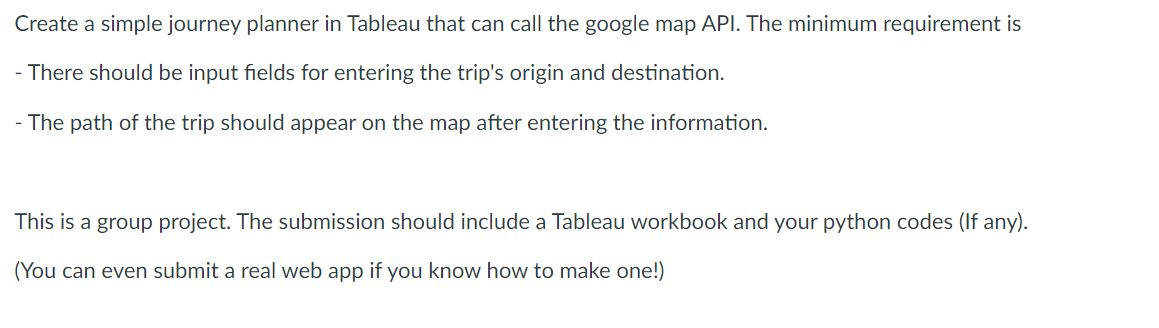 Create a simple journey planner in Tableau that can call the google map API. The minimum requirement is
- There should be input fields for entering the trip's origin and destination.
- The path of the trip should appear on the map after entering the information.
This is a group project. The submission should include a Tableau workbook and your python codes (If any).
(You can even submit a real web app if you know how to make one!)